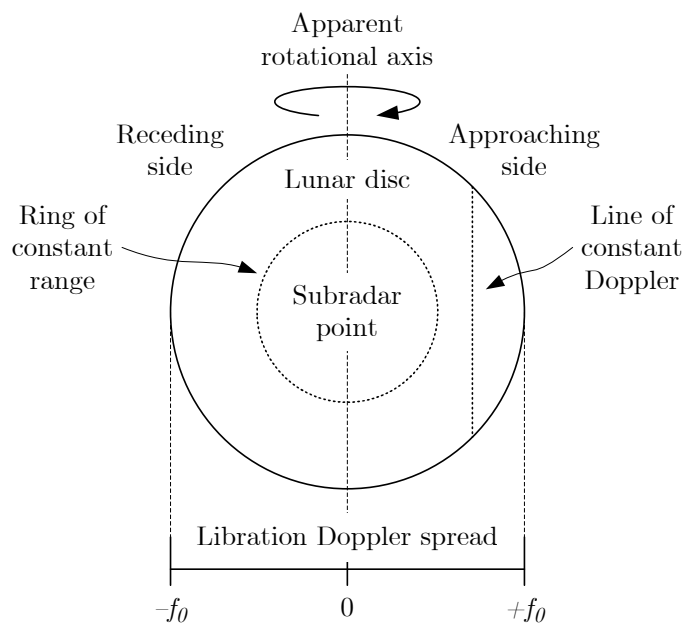 Apparent
rotational axis
Receding
side
Approaching
side
Lunar disc
Ring of
constant
range
Line of
constant
Doppler
Subradar
point
Libration Doppler spread
–f₀
0
+f₀